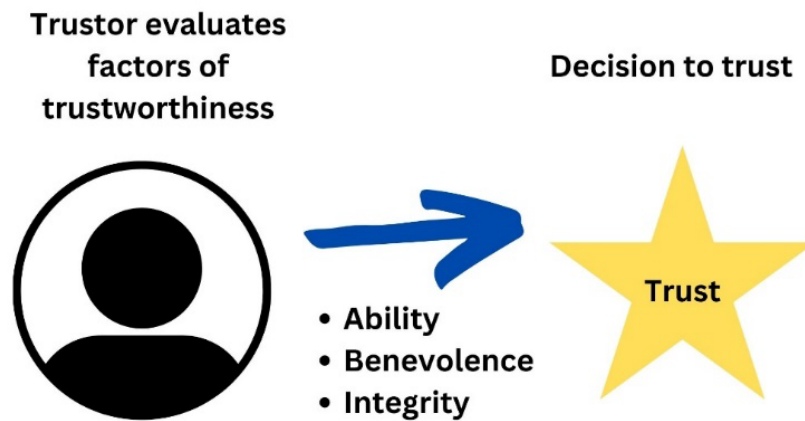 Trustor evaluates
factors of
trustworthiness
Decision to trust
• Ability
• Benevolence
• Integrity
Trust